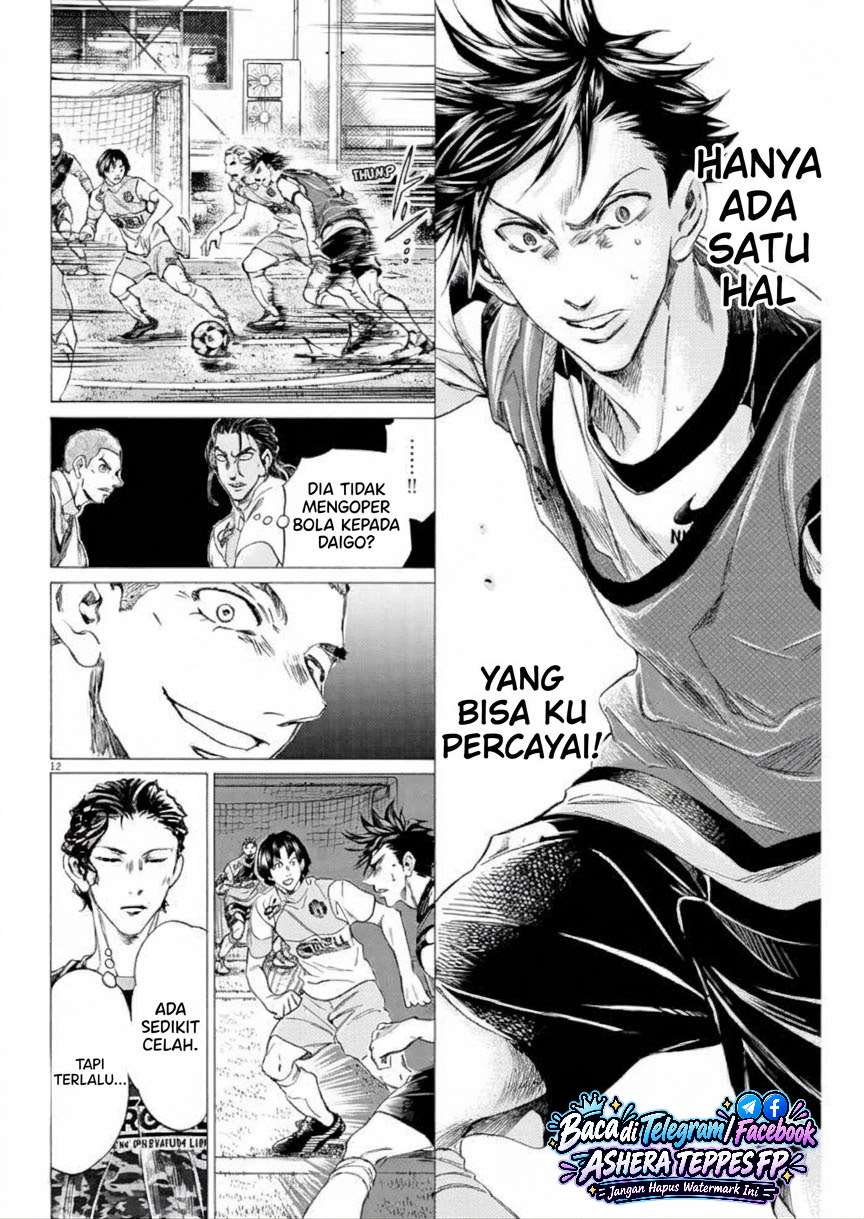 HANYA
ADA
SATU
HAL
YANG
BISA KU
PERCAYAI!
THUMP
........!!
DIA TIDAK
MENGOPER
BOLA KEPADA
DAIGO?
12
ADA
SEDIKIT
CELAH.
TAPI
TERLALU...
Baca di Telegram/Facebook
ASHERA TEPPES FP
Jangan Hapus Watermark Ini